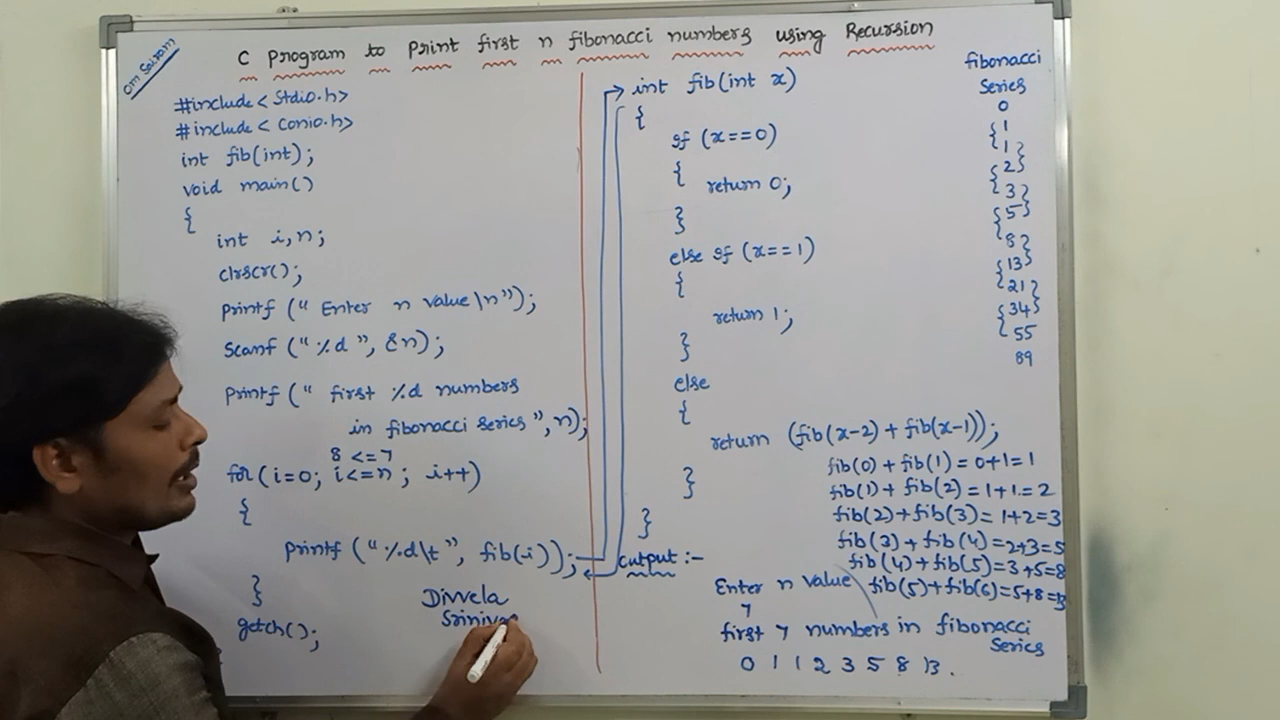 Om Sairam
C Program to Print first n fibonacci numbers using Recursion
#include < Stdio.h>
#include < Conio.h>
int fib(int);
void main()
{
int i,n;
clrscr();
Printf (" Enter n value \n");
Scanf ("%d", &n);
Printf (" first %d numbers
in fibonacci series", n);
8 <= 7
for (i=0; i<=n; i++)
{
Printf ("%d\t", fib(i));
}
getch();
Divvela
int fib(int x)
{
if (x==0)
{
return 0;
}
else if (x==1)
{
return 1;
}
else
{
return (fib(x-2) + fib(x-1));
fib(0) + fib(1) = 0+1=1
fib(1) + fib(2) = 1+1=2
fib(2)+fib(3)= 1+2=3
fib(3) + fib(4)=2+3=5
fib(4)+fib(5)=3+5=8
fib(5)+fib(6)=5+8=13
}
}
Output :-
Enter n value
7
first 7 numbers in fibonacci
Series
0 1 1 2 3 5 8 13 .
fibonacci
Series
0
{1
1}
{2}
{3}
{5}
{8}
{13}
{21}
{34}
55
89